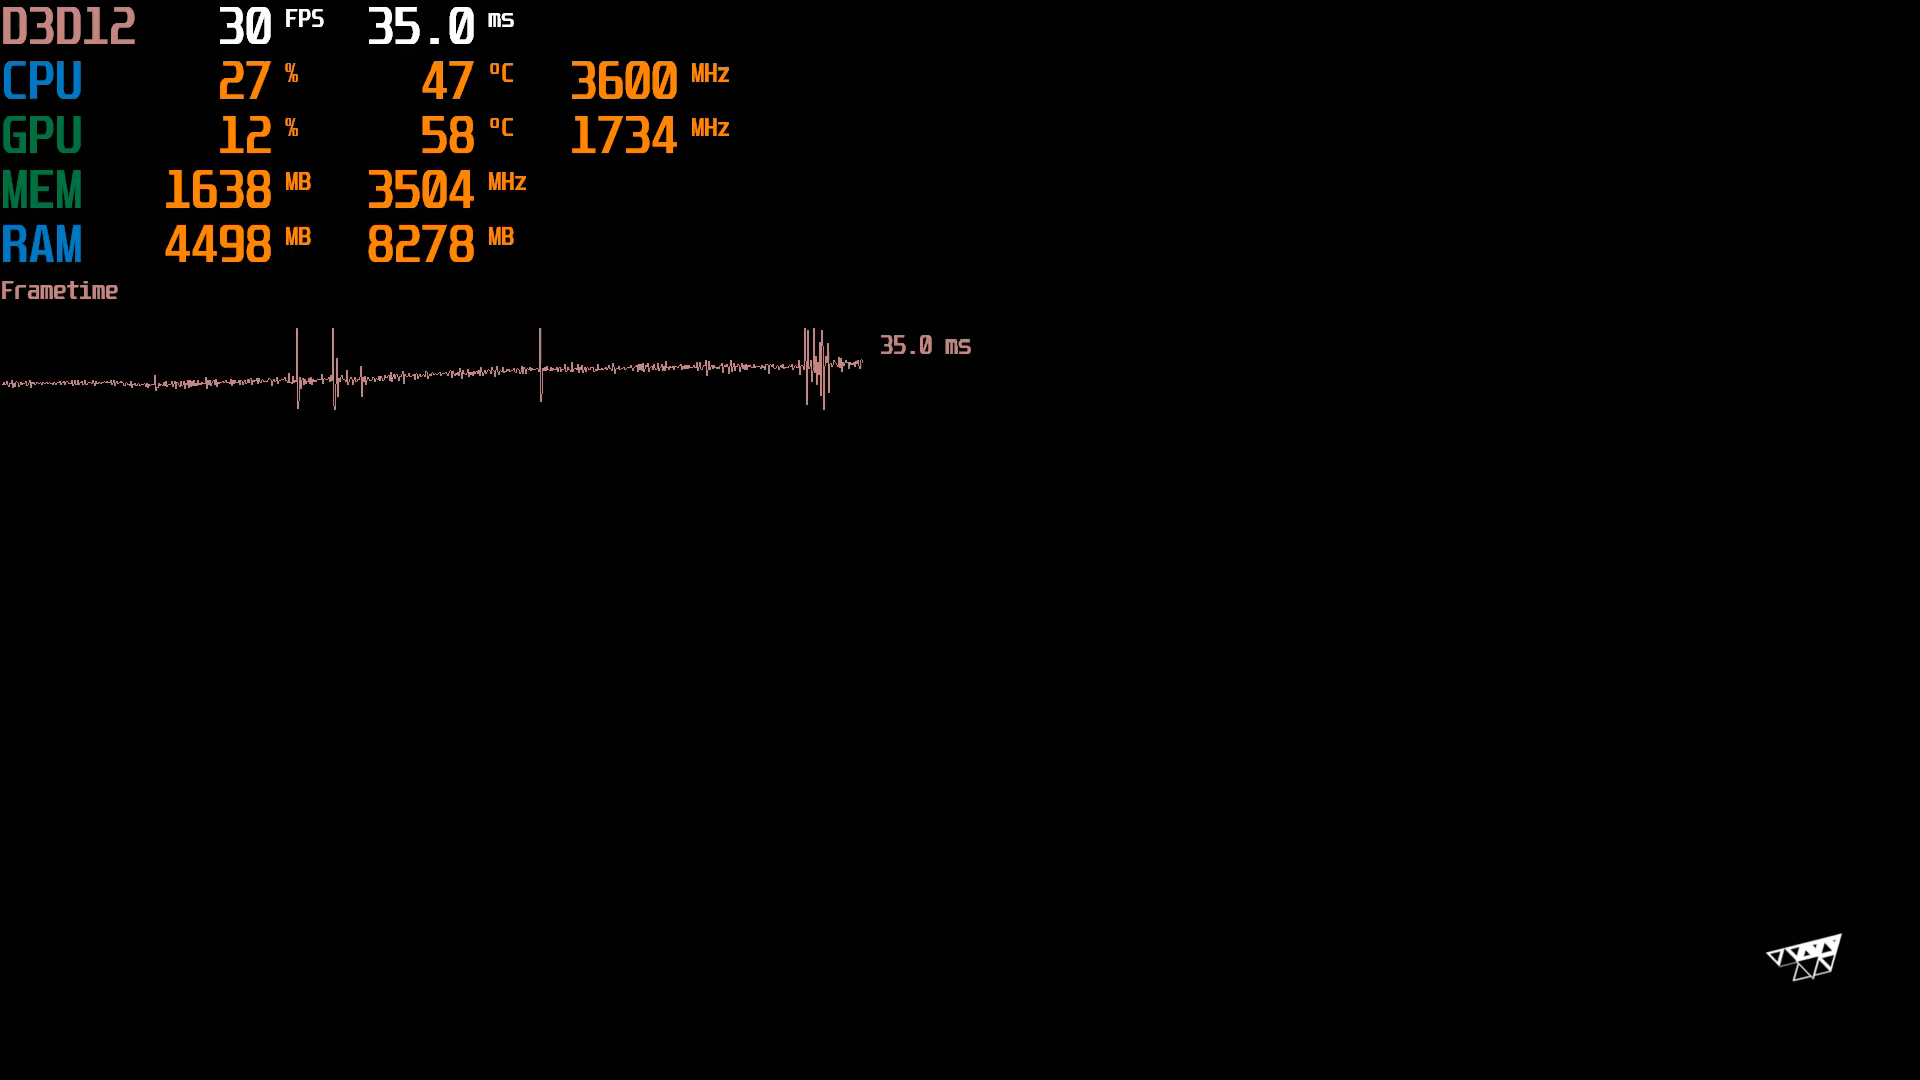 D3D12 30 FPS 35.0 ms
CPU 27 % 47 °C 3600 MHz
GPU 12 % 58 °C 1734 MHz
MEM 1638 MB 3504 MHz
RAM 4498 MB 8278 MB
Frametime
35.0 ms